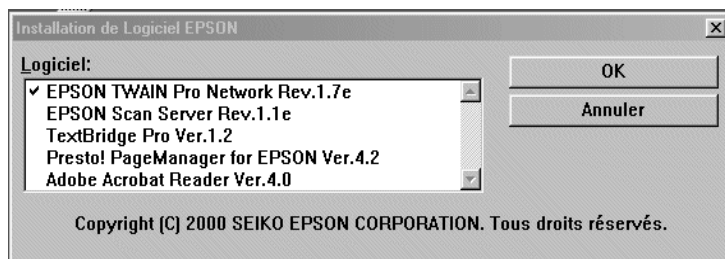 Installation de Logiciel EPSON
Logiciel:
EPSON TWAIN Pro Network Rev.1.7e
EPSON Scan Server Rev.1.1e
TextBridge Pro Ver.1.2
Presto! PageManager for EPSON Ver.4.2
Adobe Acrobat Reader Ver.4.0
OK
Annuler
Copyright (C) 2000 SEIKO EPSON CORPORATION. Tous droits réservés.